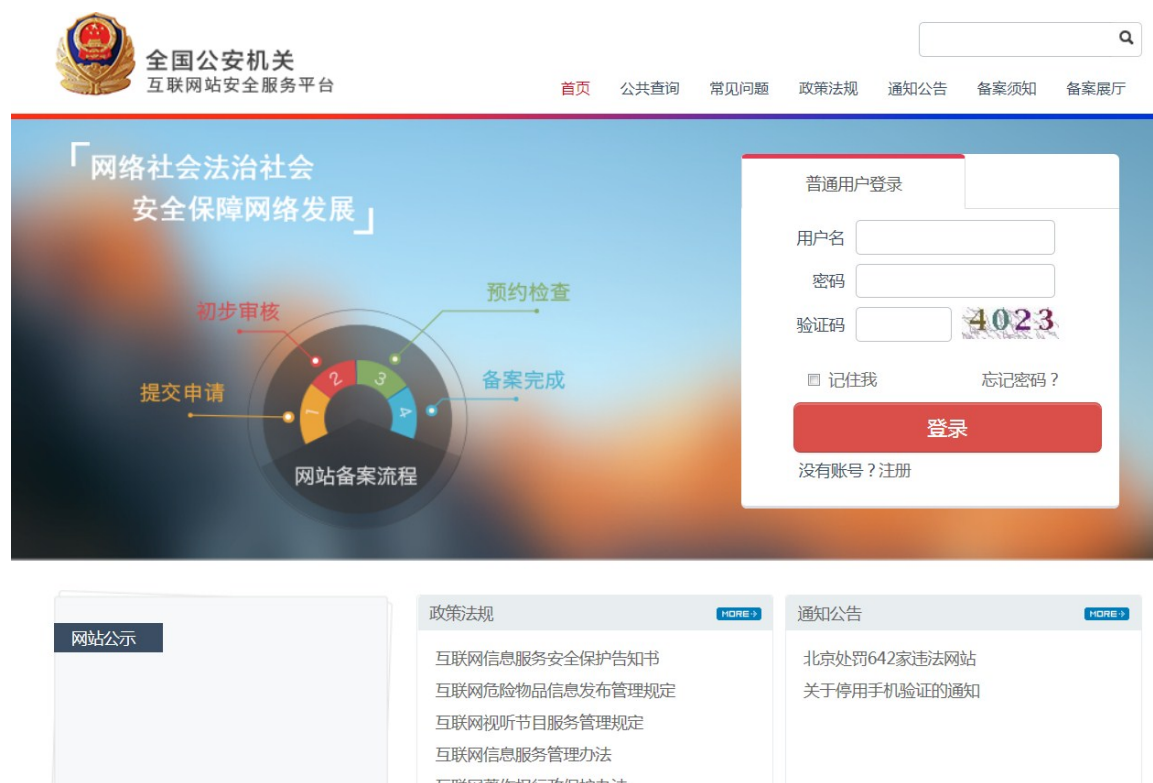 全国公安机关
互联网站安全服务平台
首页 公共查询 常见问题 政策法规 通知公告 备案须知 备案展厅
「网络社会法治社会
安全保障网络发展」
初步审核
预约检查
提交申请
备案完成
1 2 3 4
网站备案流程
普通用户登录
用户名
密码
验证码 4023
记住我 忘记密码？
登录
没有账号？注册
网站公示
政策法规 MORE
互联网信息服务安全保护告知书
互联网危险物品信息发布管理规定
互联网视听节目服务管理规定
互联网信息服务管理办法
通知公告 MORE
北京处罚642家违法网站
关于停用手机验证的通知